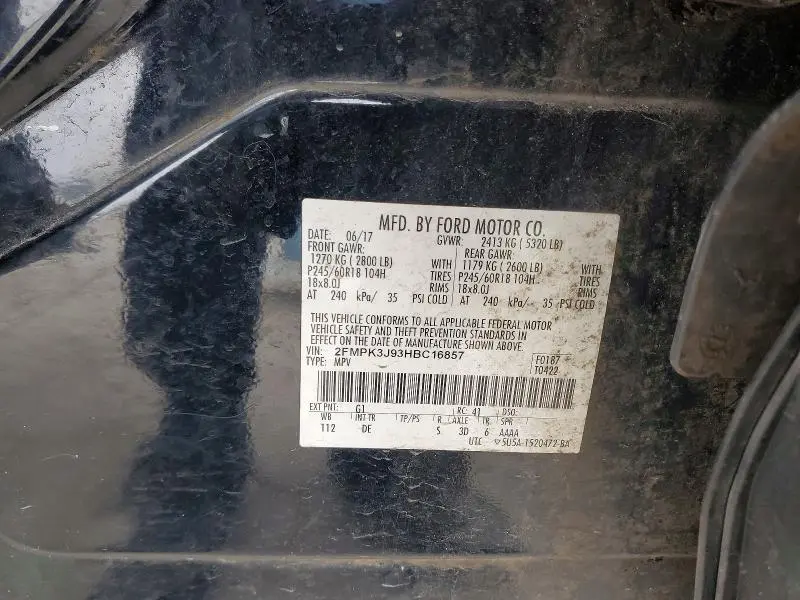 MFD. BY FORD MOTOR CO.
DATE: 06/17 GVWR: 2413 KG ( 5320 LB)
FRONT GAWR: REAR GAWR:
1270 KG ( 2800 LB) WITH 1179 KG ( 2600 LB) WITH
P245/60R18 104H TIRES P245/60R18 104H TIRES
18x8.0J RIMS 18x8.0J RIMS
AT 240 kPa/ 35 PSI COLD AT 240 kPa/ 35 PSI COLD
THIS VEHICLE CONFORMS TO ALL APPLICABLE FEDERAL MOTOR
VEHICLE SAFETY AND THEFT PREVENTION STANDARDS IN
EFFECT ON THE DATE OF MANUFACTURE SHOWN ABOVE.
VIN: 2FMPK3J93HBC16857 F0187
TYPE: MPV T0422
EXT PNT: G1 RC: 41 DSO:
WB INT TR TP/PS R AXLE TR SPR
112 DE S 3D 6 AAAA
UTC 5U5A-1520472-BA